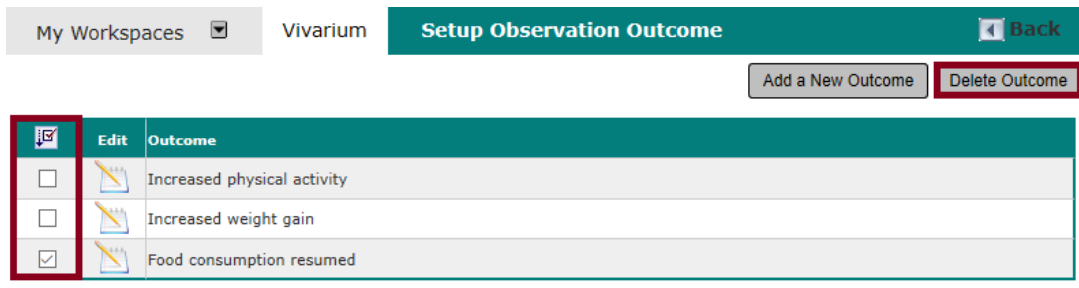 My Workspaces Vivarium Setup Observation Outcome Back
Add a New Outcome Delete Outcome
Edit Outcome
Increased physical activity
Increased weight gain
Food consumption resumed